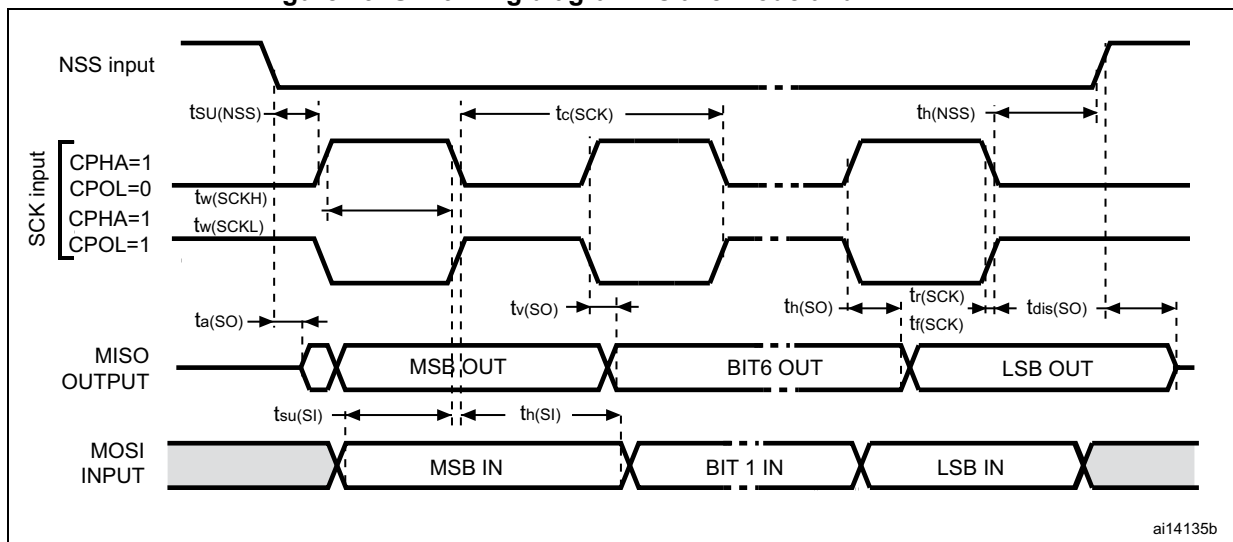 NSS input
tSU(NSS)
tc(SCK)
th(NSS)
SCK input
CPHA=1
CPOL=0
tw(SCKH)
CPHA=1
tw(SCKL)
CPOL=1
ta(SO)
tv(SO)
th(SO)
tr(SCK)
tf(SCK)
tdis(SO)
MISO
OUTPUT
MSB OUT
BIT6 OUT
LSB OUT
tsu(SI)
th(SI)
MOSI
INPUT
MSB IN
BIT 1 IN
LSB IN
ai14135b